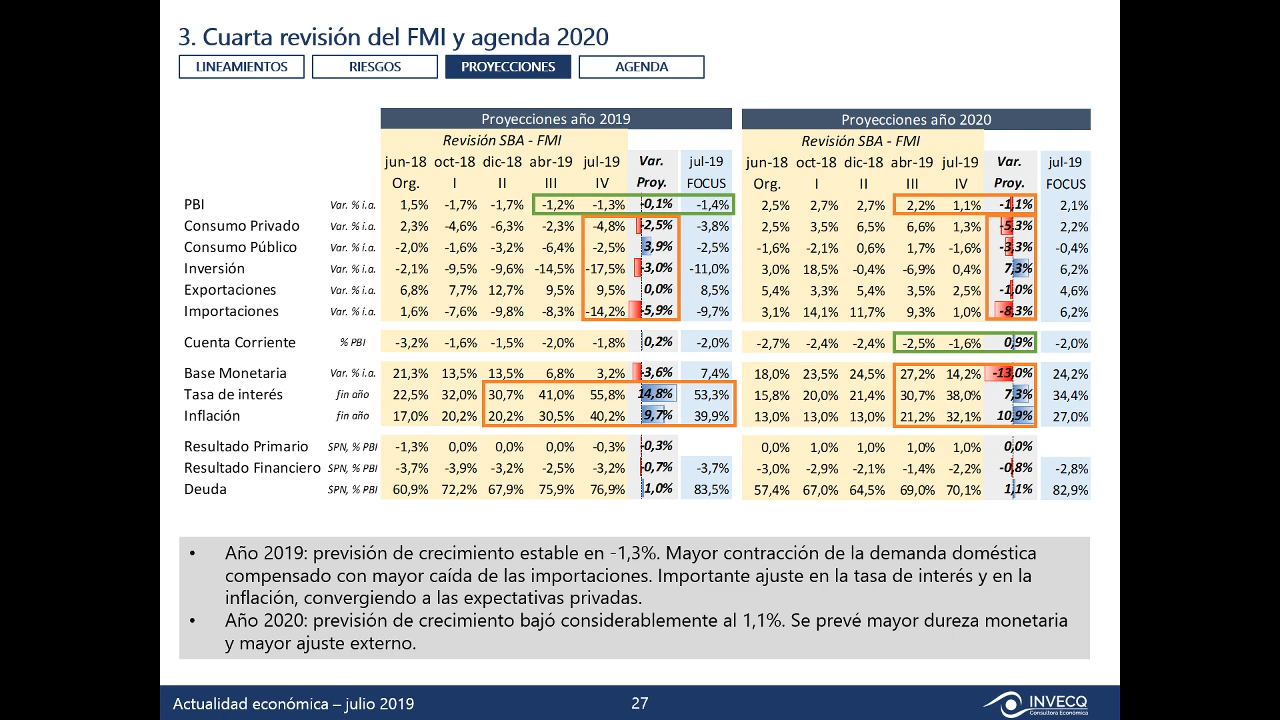 3. Cuarta revisión del FMI y agenda 2020
LINEAMIENTOS RIESGOS PROYECCIONES AGENDA
Proyecciones año 2019 Proyecciones año 2020
Revisión SBA - FMI Revisión SBA - FMI
jun-18 oct-18 dic-18 abr-19 jul-19 Var. jul-19 jun-18 oct-18 dic-18 abr-19 jul-19 Var. jul-19
Org. I II III IV Proy. FOCUS Org. I II III IV Proy. FOCUS
PBI Var. % i.a. 1,5% -1,7% -1,7% -1,2% -1,3% -0,1% -1,4% 2,5% 2,7% 2,7% 2,2% 1,1% -1,1% 2,1%
Consumo Privado Var. % i.a. 2,3% -4,6% -6,3% -2,3% -4,8% -2,5% -3,8% 2,5% 3,5% 6,5% 6,6% 1,3% -5,3% 2,2%
Consumo Público Var. % i.a. -2,0% -1,6% -3,2% -6,4% -2,5% 3,9% -2,5% -1,6% -2,1% 0,6% 1,7% -1,6% -3,3% -0,4%
Inversión Var. % i.a. -2,1% -9,5% -9,6% -14,5% -17,5% -3,0% -11,0% 3,0% 18,5% -0,4% -6,9% 0,4% 7,3% 6,2%
Exportaciones Var. % i.a. 6,8% 7,7% 12,7% 9,5% 9,5% 0,0% 8,5% 5,4% 3,3% 5,4% 3,5% 2,5% -1,0% 4,6%
Importaciones Var. % i.a. 1,6% -7,6% -9,8% -8,3% -14,2% -5,9% -9,7% 3,1% 14,1% 11,7% 9,3% 1,0% -8,3% 6,2%
Cuenta Corriente % PBI -3,2% -1,6% -1,5% -2,0% -1,8% 0,2% -2,0% -2,7% -2,4% -2,4% -2,5% -1,6% 0,9% -2,0%
Base Monetaria Var. % i.a. 21,3% 13,5% 13,5% 6,8% 3,2% -3,6% 7,4% 18,0% 23,5% 24,5% 27,2% 14,2% -13,0% 24,2%
Tasa de interés fin año 22,5% 32,0% 30,7% 41,0% 55,8% 14,8% 53,3% 15,8% 20,0% 21,4% 30,7% 38,0% 7,3% 34,4%
Inflación fin año 17,0% 20,2% 20,2% 30,5% 40,2% 9,7% 39,9% 13,0% 13,0% 13,0% 21,2% 32,1% 10,9% 27,0%
Resultado Primario SPN, % PBI -1,3% 0,0% 0,0% 0,0% -0,3% -0,3% 0,0% 1,0% 1,0% 1,0% 1,0% 0,0%
Resultado Financiero SPN, % PBI -3,7% -3,9% -3,2% -2,5% -3,2% -0,7% -3,7% -3,0% -2,9% -2,1% -1,4% -2,2% -0,8% -2,8%
Deuda SPN, % PBI 60,9% 72,2% 67,9% 75,9% 76,9% 1,0% 83,5% 57,4% 67,0% 64,5% 69,0% 70,1% 1,1% 82,9%
• Año 2019: previsión de crecimiento estable en -1,3%. Mayor contracción de la demanda doméstica
compensado con mayor caída de las importaciones. Importante ajuste en la tasa de interés y en la
inflación, convergiendo a las expectativas privadas.
• Año 2020: previsión de crecimiento bajó considerablemente al 1,1%. Se prevé mayor dureza monetaria
y mayor ajuste externo.
Actualidad económica – julio 2019 27 INVECQ
Consultora Económica